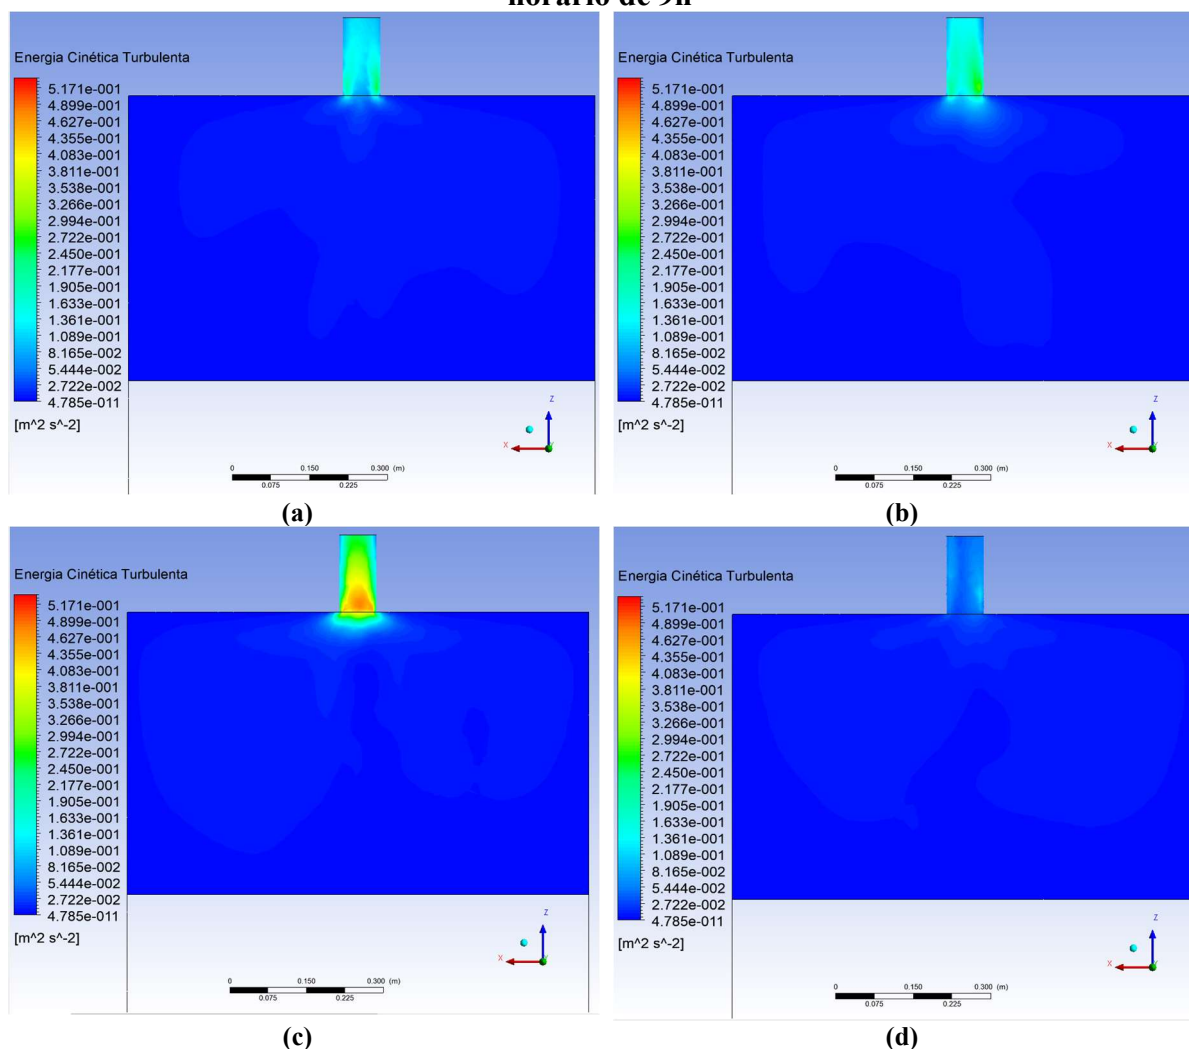 horário de 9h
Energia Cinética Turbulenta
5.171e-001
4.899e-001
4.627e-001
4.355e-001
4.083e-001
3.811e-001
3.538e-001
3.266e-001
2.994e-001
2.722e-001
2.450e-001
2.177e-001
1.905e-001
1.633e-001
1.361e-001
1.089e-001
8.165e-002
5.444e-002
2.722e-002
4.785e-011
[m^2 s^-2]
Z
X
0 0.150 0.300 (m)
0.075 0.225
(a)
Energia Cinética Turbulenta
5.171e-001
4.899e-001
4.627e-001
4.355e-001
4.083e-001
3.811e-001
3.538e-001
3.266e-001
2.994e-001
2.722e-001
2.450e-001
2.177e-001
1.905e-001
1.633e-001
1.361e-001
1.089e-001
8.165e-002
5.444e-002
2.722e-002
4.785e-011
[m^2 s^-2]
Z
X
0 0.150 0.300 (m)
0.075 0.225
(b)
Energia Cinética Turbulenta
5.171e-001
4.899e-001
4.627e-001
4.355e-001
4.083e-001
3.811e-001
3.538e-001
3.266e-001
2.994e-001
2.722e-001
2.450e-001
2.177e-001
1.905e-001
1.633e-001
1.361e-001
1.089e-001
8.165e-002
5.444e-002
2.722e-002
4.785e-011
[m^2 s^-2]
Z
X
0 0.150 0.300 (m)
0.075 0.225
(c)
Energia Cinética Turbulenta
5.171e-001
4.899e-001
4.627e-001
4.355e-001
4.083e-001
3.811e-001
3.538e-001
3.266e-001
2.994e-001
2.722e-001
2.450e-001
2.177e-001
1.905e-001
1.633e-001
1.361e-001
1.089e-001
8.165e-002
5.444e-002
2.722e-002
4.785e-011
[m^2 s^-2]
Z
X
0 0.150 0.300 (m)
0.075 0.225
(d)